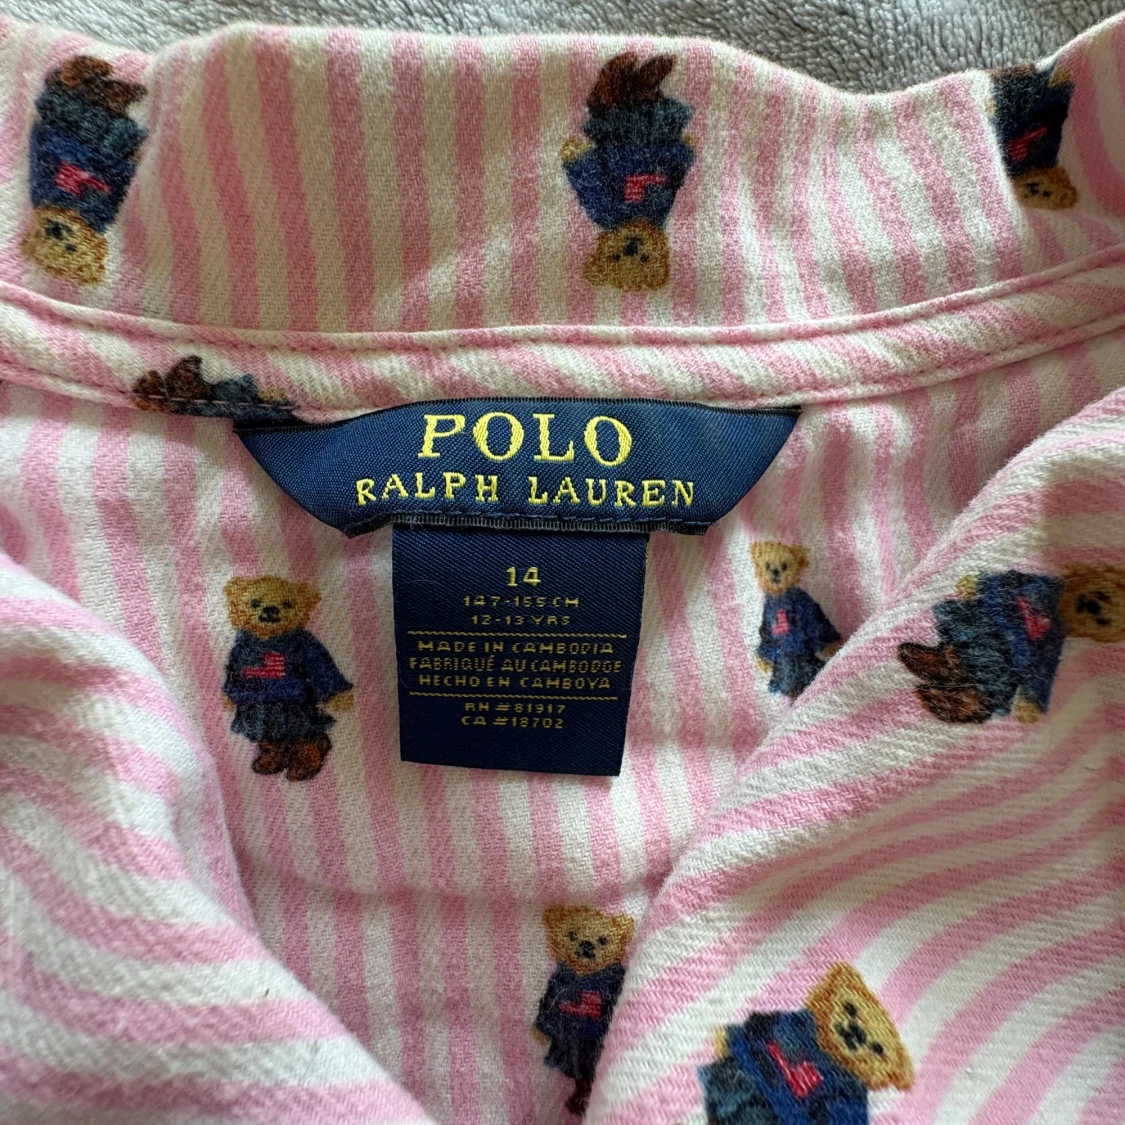 POLO
RALPH LAUREN
14
147-155 CM
12-13 YRS
MADE IN CAMBODIA
FABRIQUÉ AU CAMBODGE
HECHO EN CAMBOYA
RN#81917
CA#18702